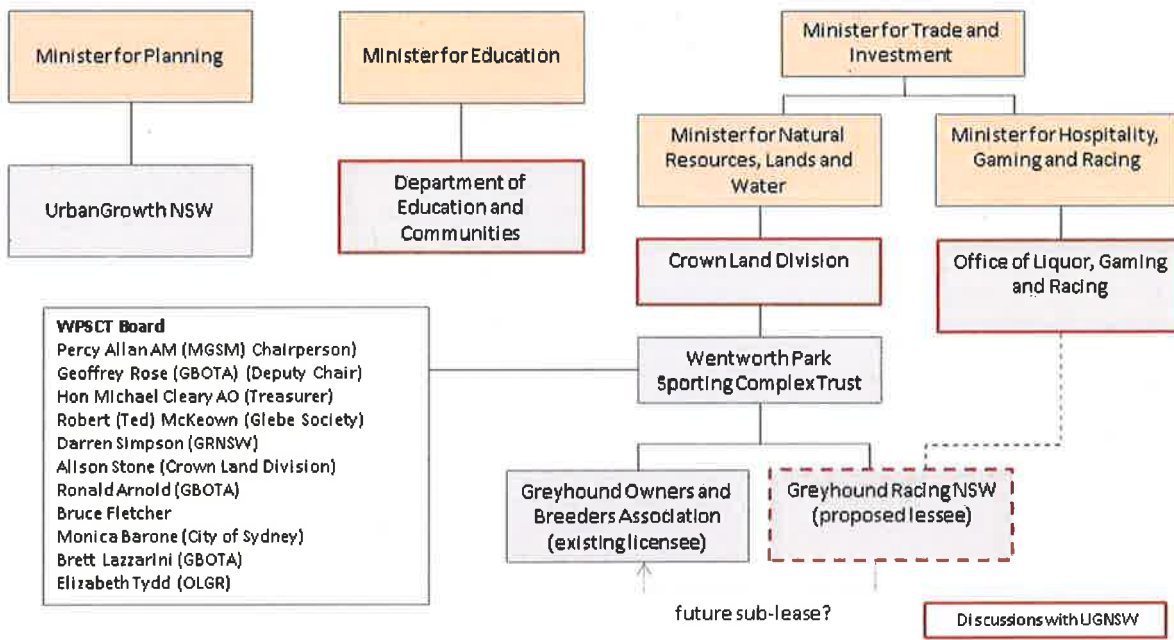 Minister for Planning
Minister for Education
Minister for Trade and
Investment
Minister for Natural
Resources, Lands and
Water
Minister for Hospitality,
Gaming and Racing
UrbanGrowth NSW
Department of
Education and
Communities
Crown Land Division
Office of Liquor, Gaming
and Racing
WPSCT Board
Percy Allan AM (MGSM) Chairperson)
Geoffrey Rose (GBOTA) (Deputy Chair)
Hon Michael Cleary AO (Treasurer)
Robert (Ted) McKeown (Glebe Society)
Darren Simpson (GRNSW)
Alison Stone (Crown Land Division)
Ronald Arnold (GBOTA)
Bruce Fletcher
Monica Barone (City of Sydney)
Brett Lazzarini (GBOTA)
Elizabeth Tydd (OLGR)
Wentworth Park
Sporting Complex Trust
Greyhound Owners and
Breeders Association
(existing licensee)
Greyhound Racing NSW
(proposed lessee)
future sub-lease?
Discussions with UGNSW